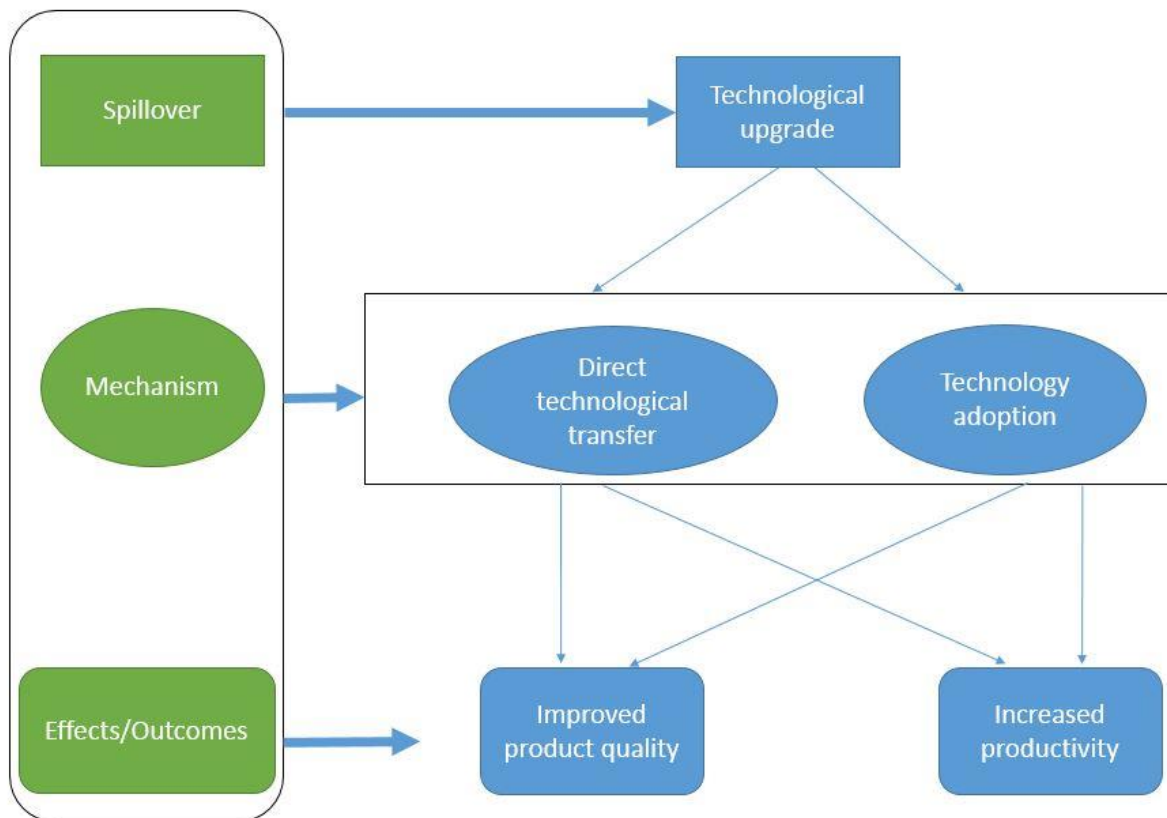 Spillover
Technological
upgrade
Mechanism
Direct
technological
transfer
Technology
adoption
Effects/Outcomes
Improved
product quality
Increased
productivity